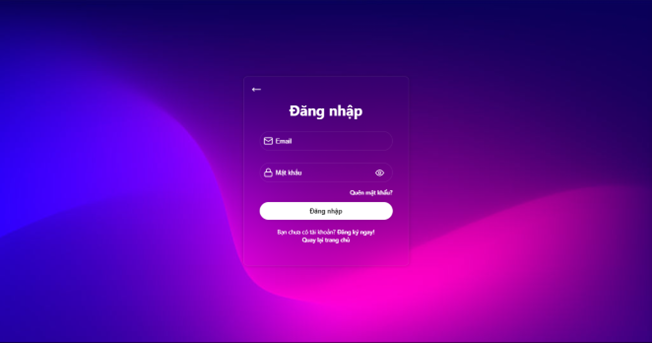 Đăng nhập
Email
Mật khẩu
Quên mật khẩu?
Đăng nhập
Bạn chưa có tài khoản? Đăng ký ngay!
Quay lại trang chủ